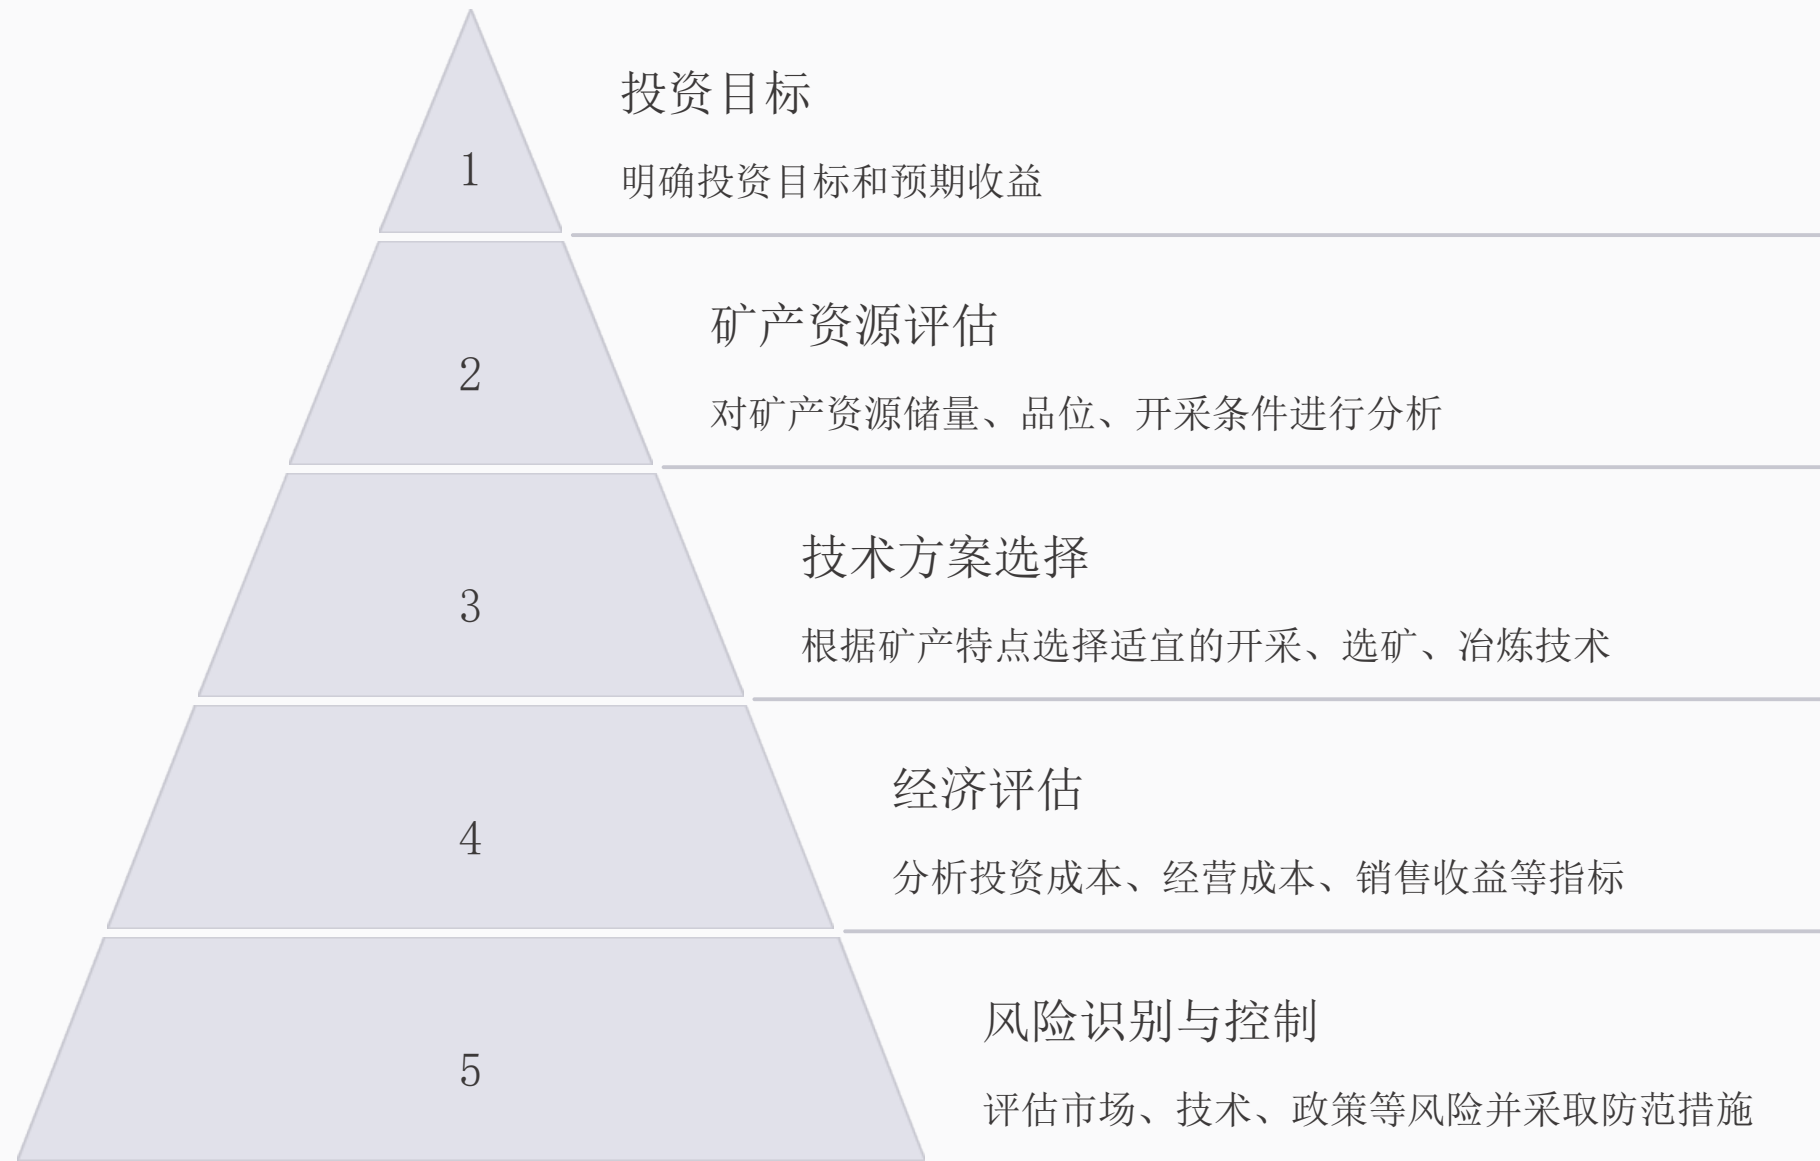 投资目标
1
明确投资目标和预期收益
矿产资源评估
2
对矿产资源储量、品位、开采条件进行分析
技术方案选择
3
根据矿产特点选择适宜的开采、选矿、冶炼技术
经济评估
4
分析投资成本、经营成本、销售收益等指标
风险识别与控制
5
评估市场、技术、政策等风险并采取防范措施